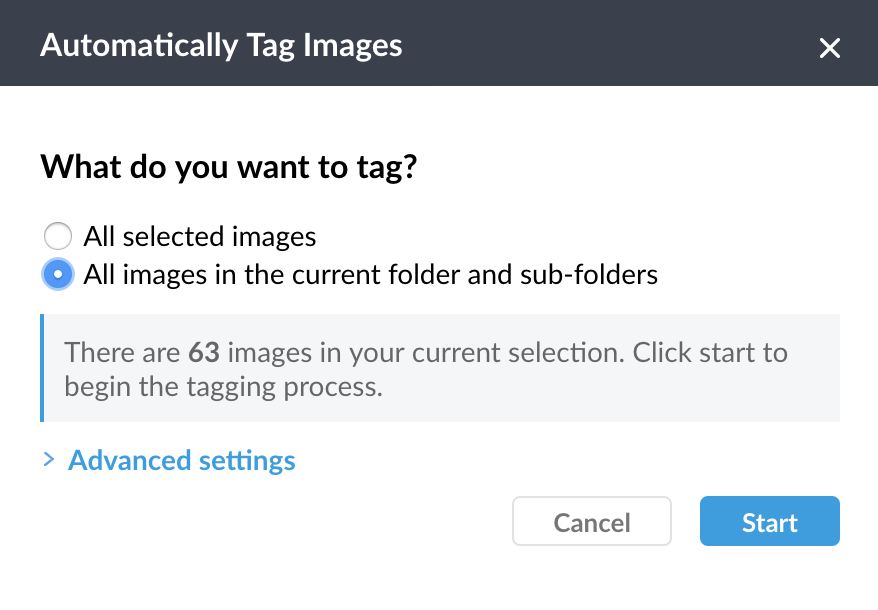 Automatically Tag Images
What do you want to tag?
All selected images
All images in the current folder and sub-folders
There are 63 images in your current selection. Click start to
begin the tagging process.
> Advanced settings
Cancel
Start